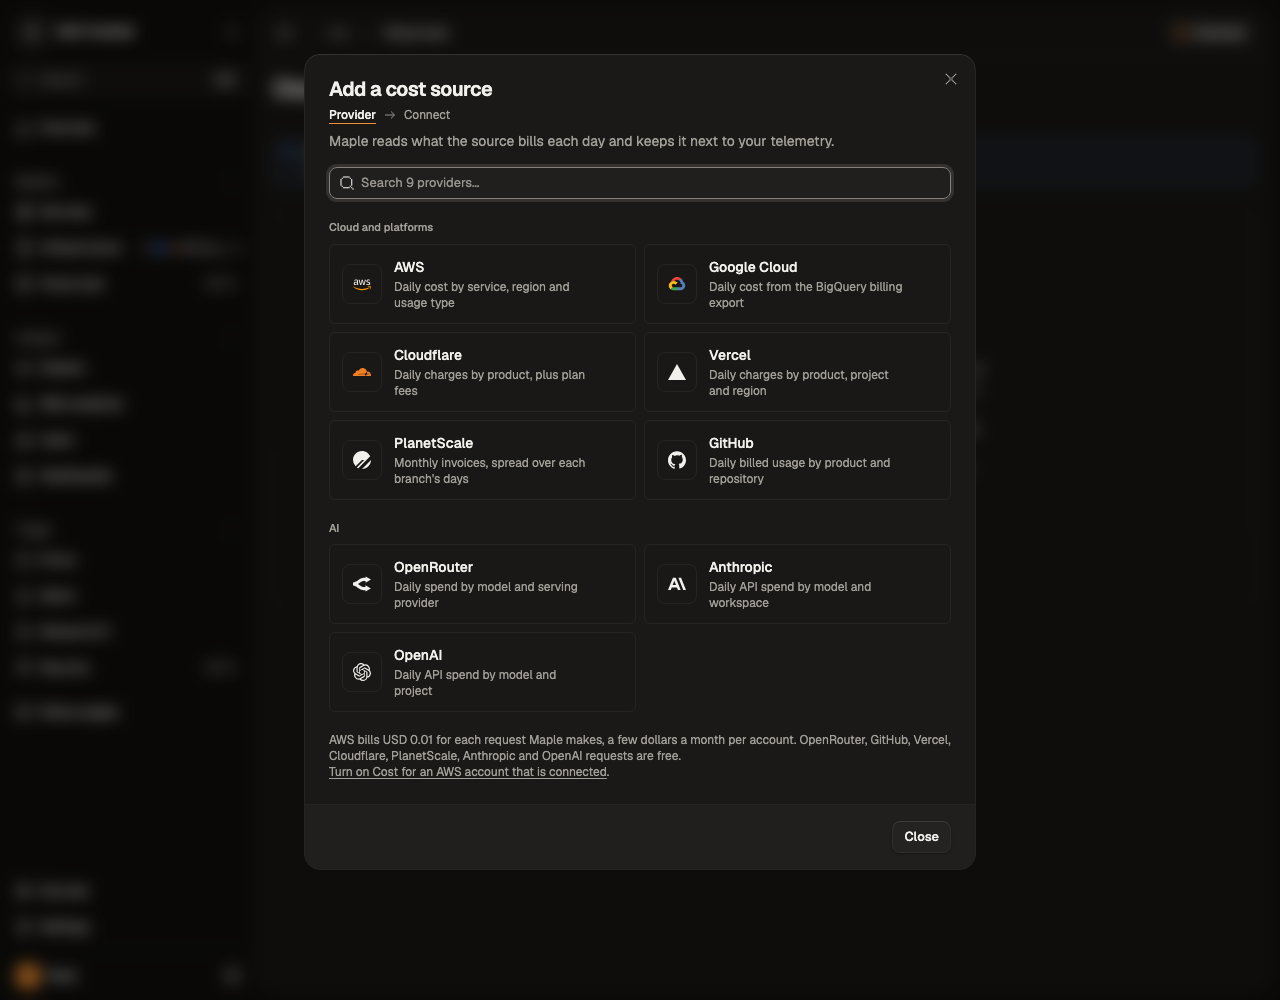 Add a cost source
Provider → Connect
Maple reads what the source bills each day and keeps it next to your telemetry.
Search 9 providers…
Cloud and platforms
aws
AWS
Daily cost by service, region and
usage type
Google Cloud
Daily cost from the BigQuery billing
export
Cloudflare
Daily charges by product, plus plan
fees
Vercel
Daily charges by product, project
and region
PlanetScale
Monthly invoices, spread over each
branch's days
GitHub
Daily billed usage by product and
repository
AI
OpenRouter
Daily spend by model and serving
provider
Anthropic
Daily API spend by model and
workspace
OpenAI
Daily API spend by model and
project
AWS bills USD 0.01 for each request Maple makes, a few dollars a month per account. OpenRouter, GitHub, Vercel,
Cloudflare, PlanetScale, Anthropic and OpenAI requests are free.
Turn on Cost for an AWS account that is connected.
Close